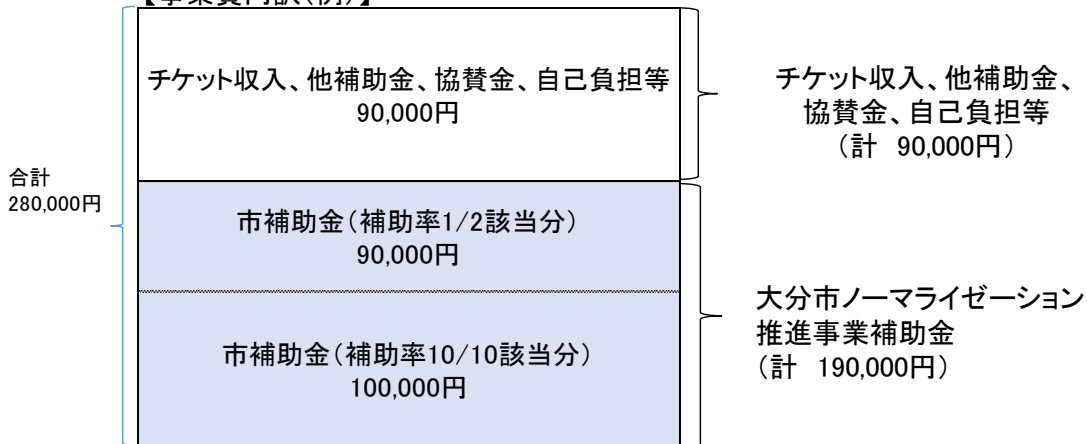 【事業費内訳（例）】
チケット収入、他補助金、協賛金、自己負担等
90,000円
チケット収入、他補助金、
協賛金、自己負担等
（計　90,000円）
合計
280,000円
市補助金（補助率1/2該当分）
90,000円
市補助金（補助率10/10該当分）
100,000円
大分市ノーマライゼーション
推進事業補助金
（計　190,000円）